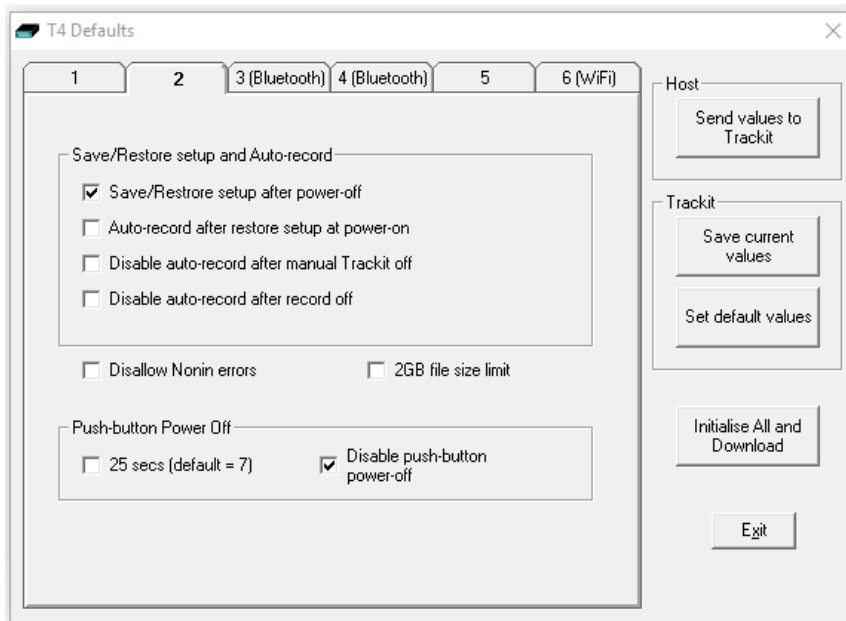 T4 Defaults
1
2
3 (Bluetooth)
4 (Bluetooth)
5
6 (WiFi)
Save/Restore setup and Auto-record
Save/Restrore setup after power-off
Auto-record after restore setup at power-on
Disable auto-record after manual Trackit off
Disable auto-record after record off
Disallow Nonin errors
2GB file size limit
Push-button Power Off
25 secs (default = 7)
Disable push-button
power-off
Host
Send values to
Trackit
Trackit
Save current
values
Set default values
Initialise All and
Download
Exit